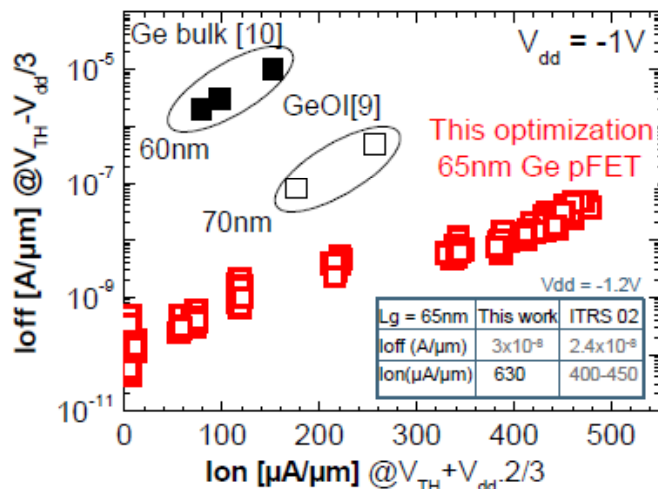 Ge bulk [10]
V_dd = -1V
10⁻⁵
GeOI[9]
60nm
This optimization
65nm Ge pFET
10⁻⁷
70nm
Ioff [A/µm] @V_TH-V_dd/3
10⁻⁹
Vdd = -1.2V
Lg = 65nm This work ITRS 02
Ioff (A/µm) 3x10⁻⁸ 2.4x10⁻⁸
Ion(µA/µm) 630 400-450
10⁻¹¹
0 100 200 300 400 500
Ion [µA/µm] @V_TH+V_dd.2/3